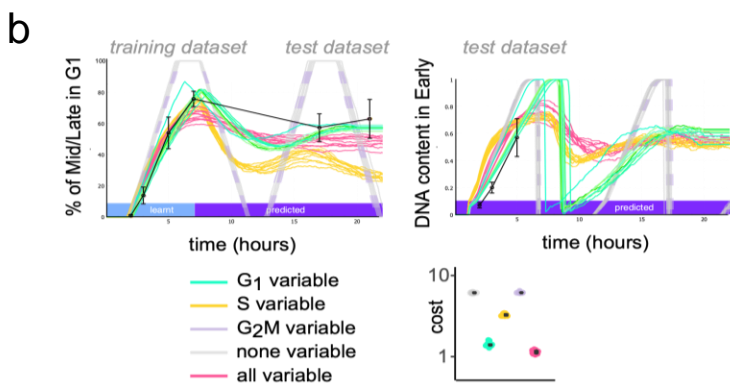 b
training dataset
test dataset
% of Mid/Late in G1
100
80
60
40
20
0
learnt
predicted
0
5
10
15
20
time (hours)
test dataset
DNA content in Early
1
0.8
0.6
0.4
0.2
0
predicted
0
5
10
15
20
time (hours)
G1 variable
S variable
G2M variable
none variable
all variable
cost
10
1